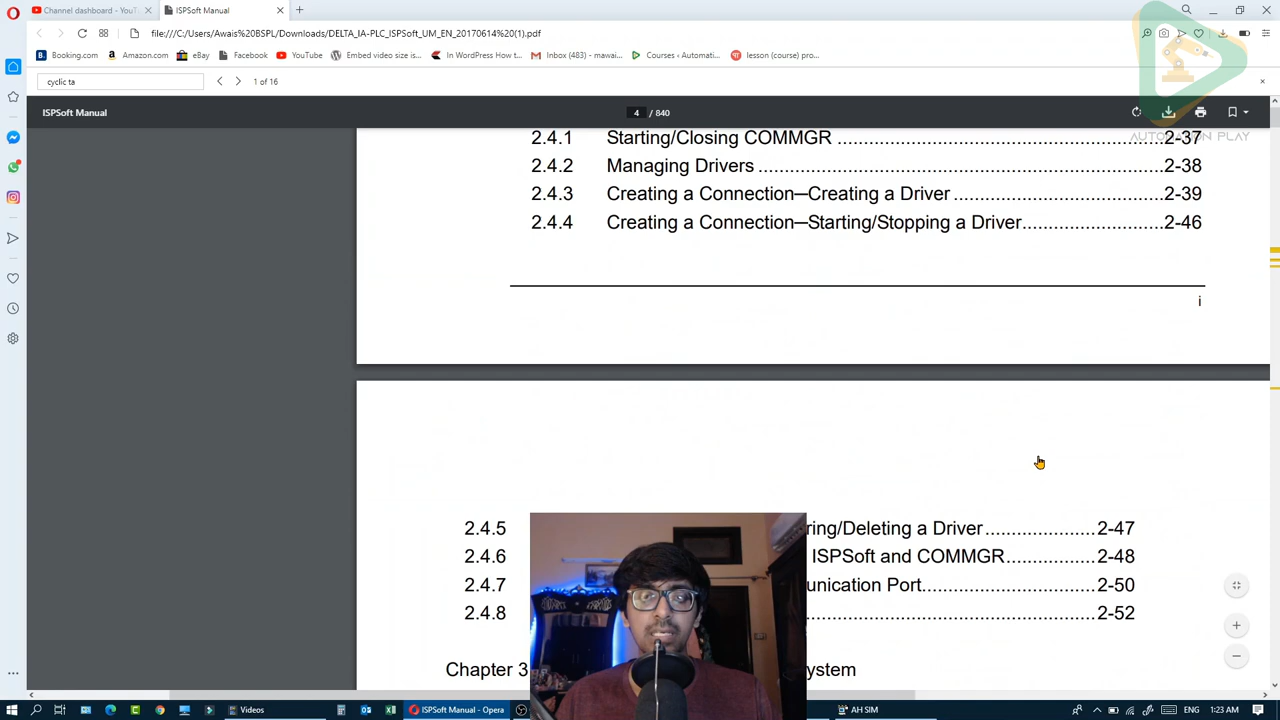 Channel dashboard - YouT
ISPSoft Manual
file:///C:/Users/Awais%20BSPL/Downloads/DELTA_IA-PLC_ISPSoft_UM_EN_20170614%20(1).pdf
Booking.com
Amazon.com
eBay
Facebook
YouTube
Embed video size is...
In WordPress How t...
Inbox (483) - mawai...
Courses ‹ Automati...
lesson (course) pro...
cyclic ta
1 of 16
ISPSoft Manual
4 / 840
AUTOMATION PLAY
2.4.1 Starting/Closing COMMGR ........ 2-37
2.4.2 Managing Drivers ........ 2-38
2.4.3 Creating a Connection—Creating a Driver ........ 2-39
2.4.4 Creating a Connection—Starting/Stopping a Driver ........ 2-46
i
2.4.5 ring/Deleting a Driver ........ 2-47
2.4.6 ISPSoft and COMMGR ........ 2-48
2.4.7 unication Port ........ 2-50
2.4.8 ........ 2-52
Chapter 3 ystem
Videos
ISPSoft Manual - Opera
AH SIM
1:23 AM